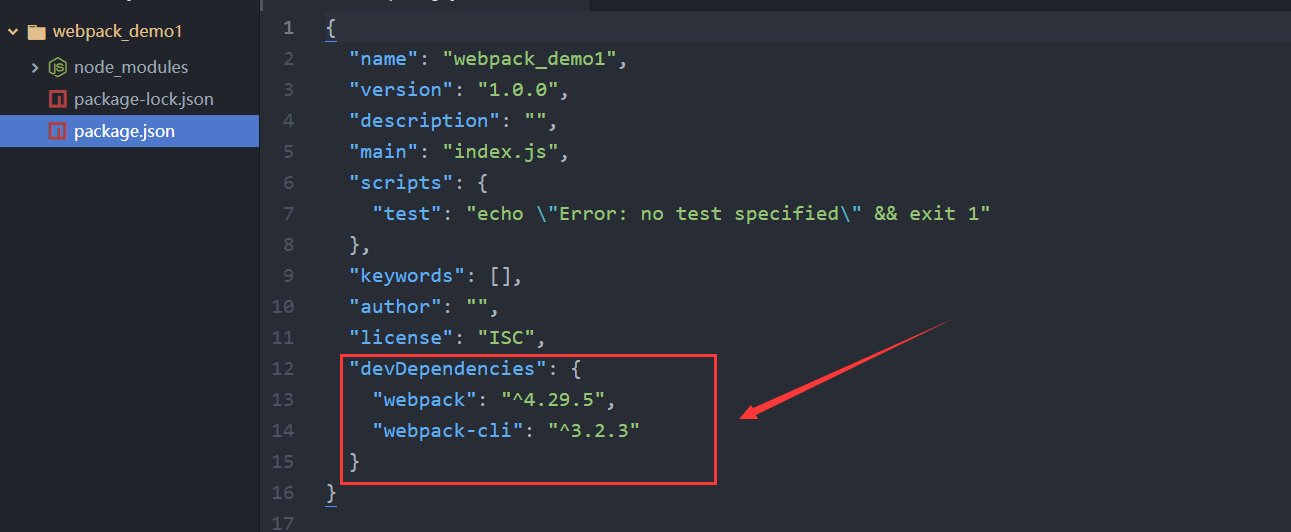 webpack_demo1
node_modules
package-lock.json
package.json
1 {
2   "name": "webpack_demo1",
3   "version": "1.0.0",
4   "description": "",
5   "main": "index.js",
6   "scripts": {
7     "test": "echo \"Error: no test specified\" && exit 1"
8   },
9   "keywords": [],
10   "author": "",
11   "license": "ISC",
12   "devDependencies": {
13     "webpack": "^4.29.5",
14     "webpack-cli": "^3.2.3"
15   }
16 }
17